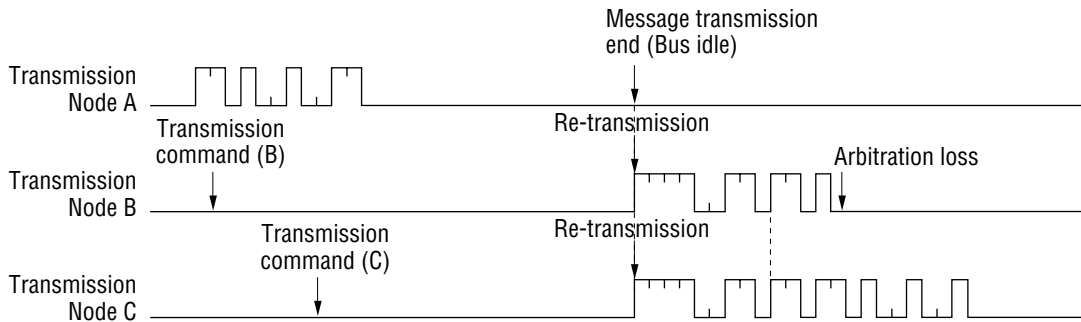 Message transmission
end (Bus idle)
Transmission
Node A
Transmission
command (B)
Re-transmission
Arbitration loss
Transmission
Node B
Transmission
command (C)
Re-transmission
Transmission
Node C